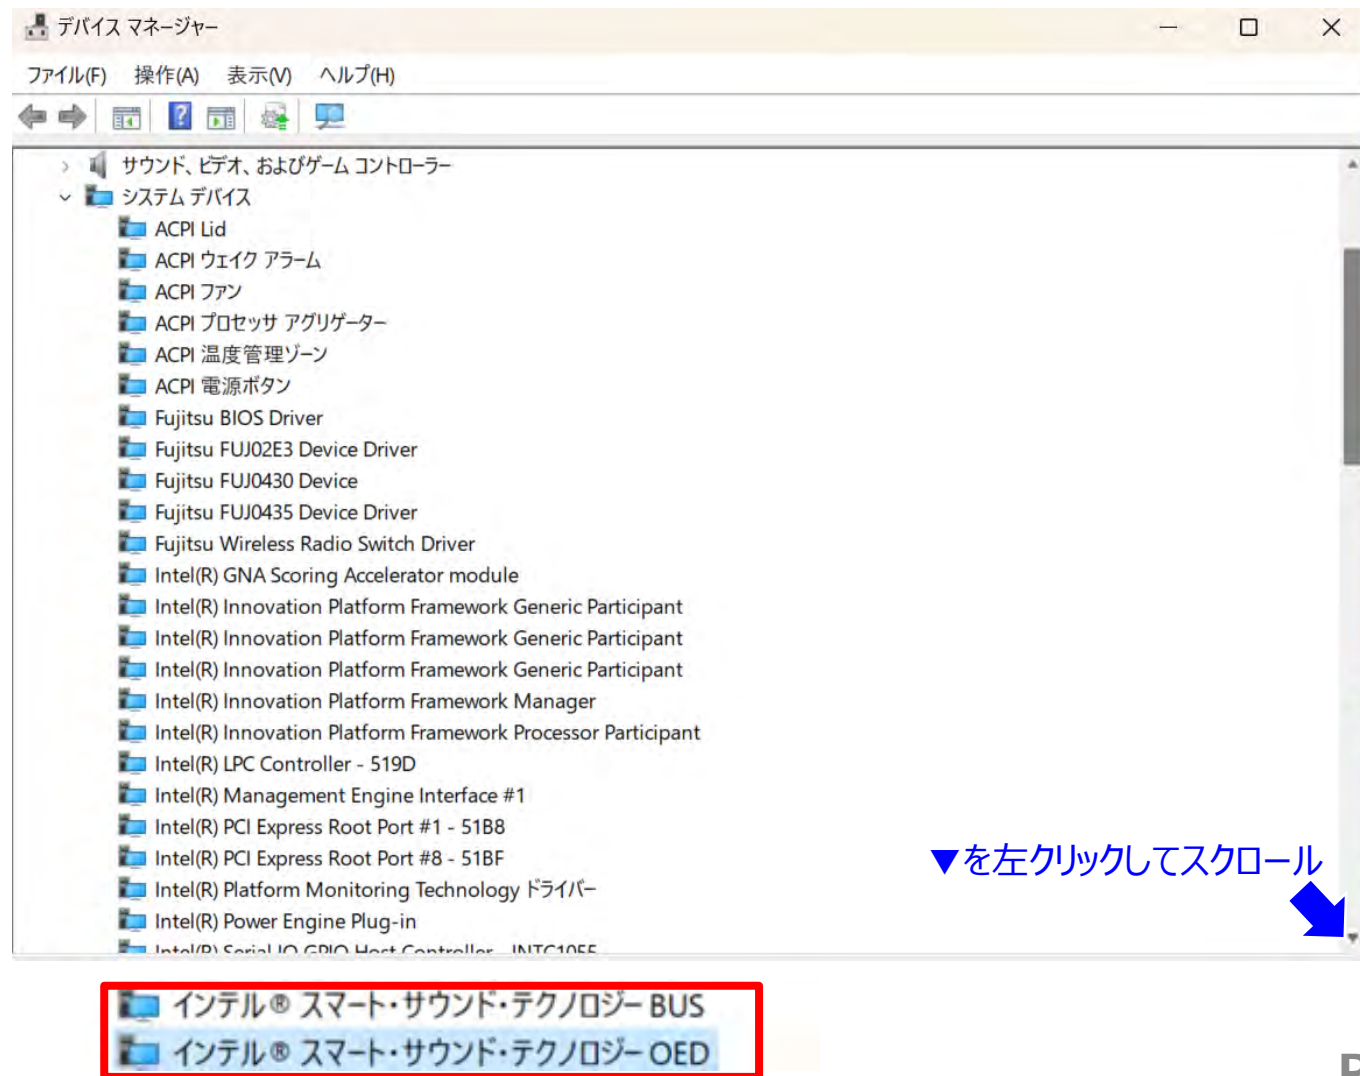 デバイス マネージャー
ファイル(F) 操作(A) 表示(V) ヘルプ(H)
サウンド、ビデオ、およびゲーム コントローラー
システム デバイス
ACPI Lid
ACPI ウェイク アラーム
ACPI ファン
ACPI プロセッサ アグリゲーター
ACPI 温度管理ゾーン
ACPI 電源ボタン
Fujitsu BIOS Driver
Fujitsu FUJ02E3 Device Driver
Fujitsu FUJ0430 Device
Fujitsu FUJ0435 Device Driver
Fujitsu Wireless Radio Switch Driver
Intel(R) GNA Scoring Accelerator module
Intel(R) Innovation Platform Framework Generic Participant
Intel(R) Innovation Platform Framework Generic Participant
Intel(R) Innovation Platform Framework Generic Participant
Intel(R) Innovation Platform Framework Manager
Intel(R) Innovation Platform Framework Processor Participant
Intel(R) LPC Controller - 519D
Intel(R) Management Engine Interface #1
Intel(R) PCI Express Root Port #1 - 51B8
Intel(R) PCI Express Root Port #8 - 51BF
▼を左クリックしてスクロール
Intel(R) Platform Monitoring Technology ドライバー
Intel(R) Power Engine Plug-in
Intel(R) Serial IO GPIO Host Controller - INTC1055
インテル® スマート・サウンド・テクノロジー BUS
インテル® スマート・サウンド・テクノロジー OED